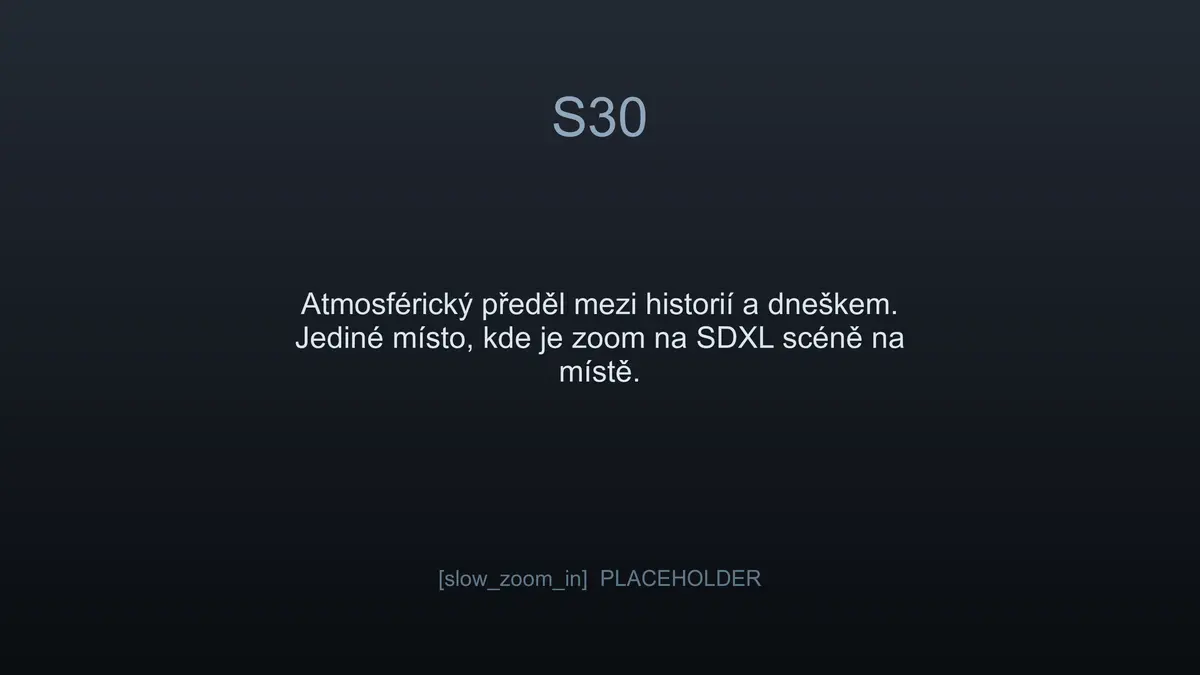 S30
Atmosférický předěl mezi historií a dneškem.
Jediné místo, kde je zoom na SDXL scéně na
místě.
[slow_zoom_in] PLACEHOLDER